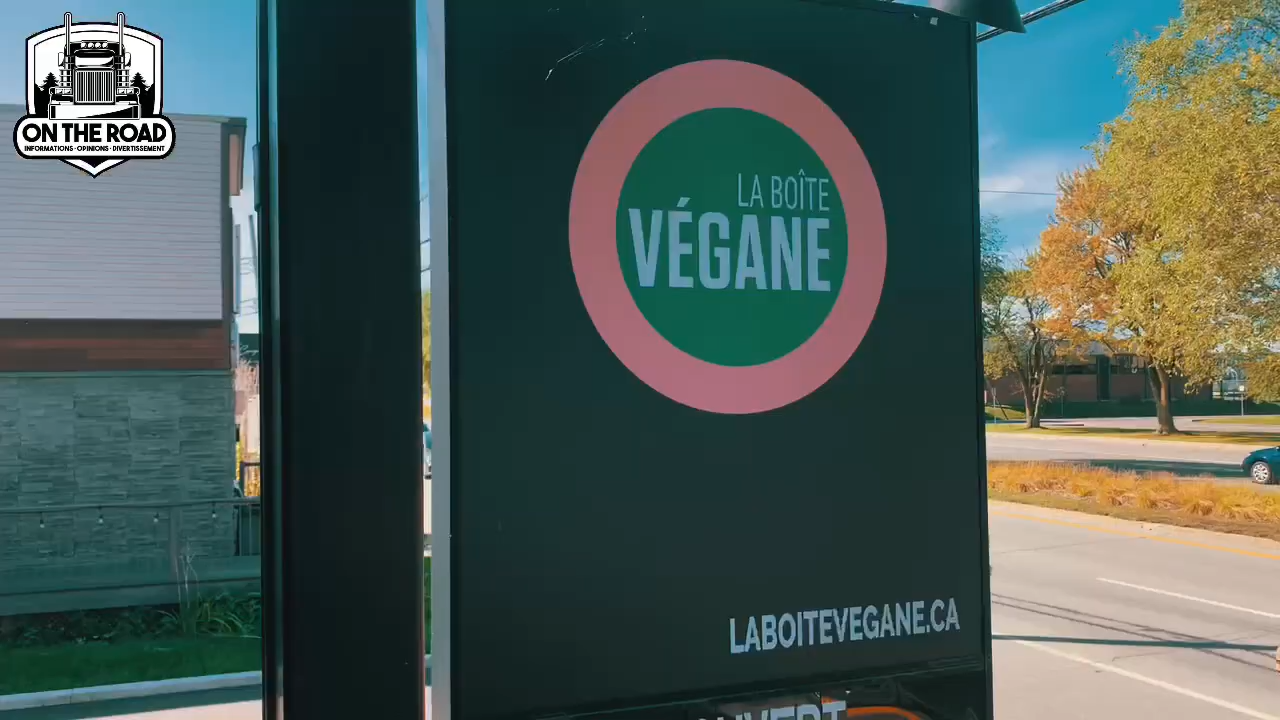 ON THE ROAD
INFORMATIONS • OPINIONS • DIVERTISSEMENT
LA BOÎTE
VÉGANE
LABOITEVEGANE.CA